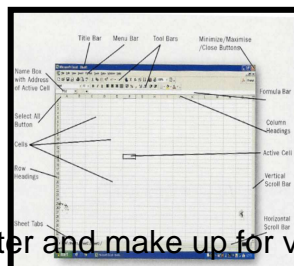 Title Bar
Menu Bar
Tool Bars
Minimize/Maximise
/Close Buttons
Name Box
with Address
of Active Cell
Formula Bar
Select All
Button
Column
Headings
Cells
Active Cell
Row
Headings
Vertical
Scroll Bar
Sheet Tabs
Horizontal
Scroll Bar
ter and make up for v